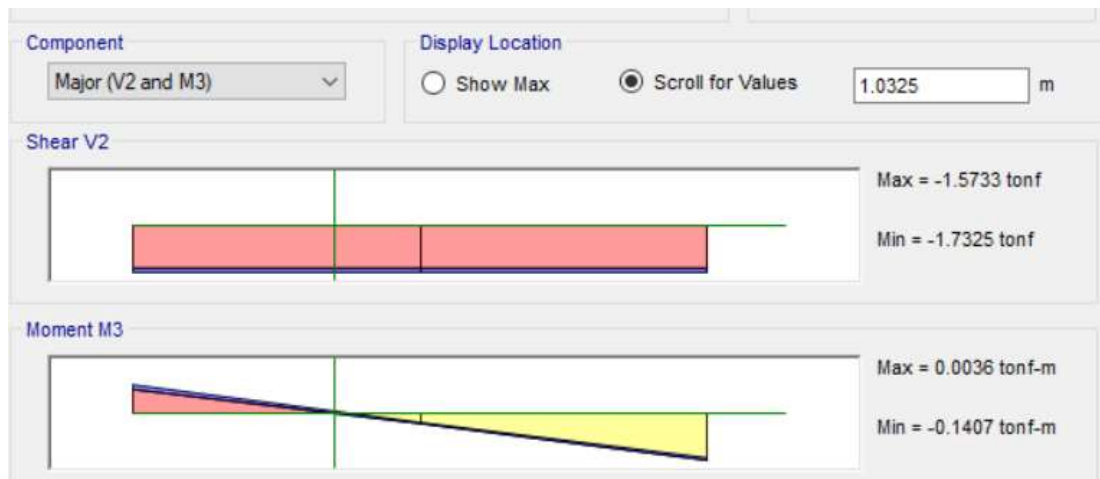 Component
Display Location
Major (V2 and M3)
Show Max
Scroll for Values
1.0325
m
Shear V2
Max = -1.5733 tonf
Min = -1.7325 tonf
Moment M3
Max = 0.0036 tonf-m
Min = -0.1407 tonf-m